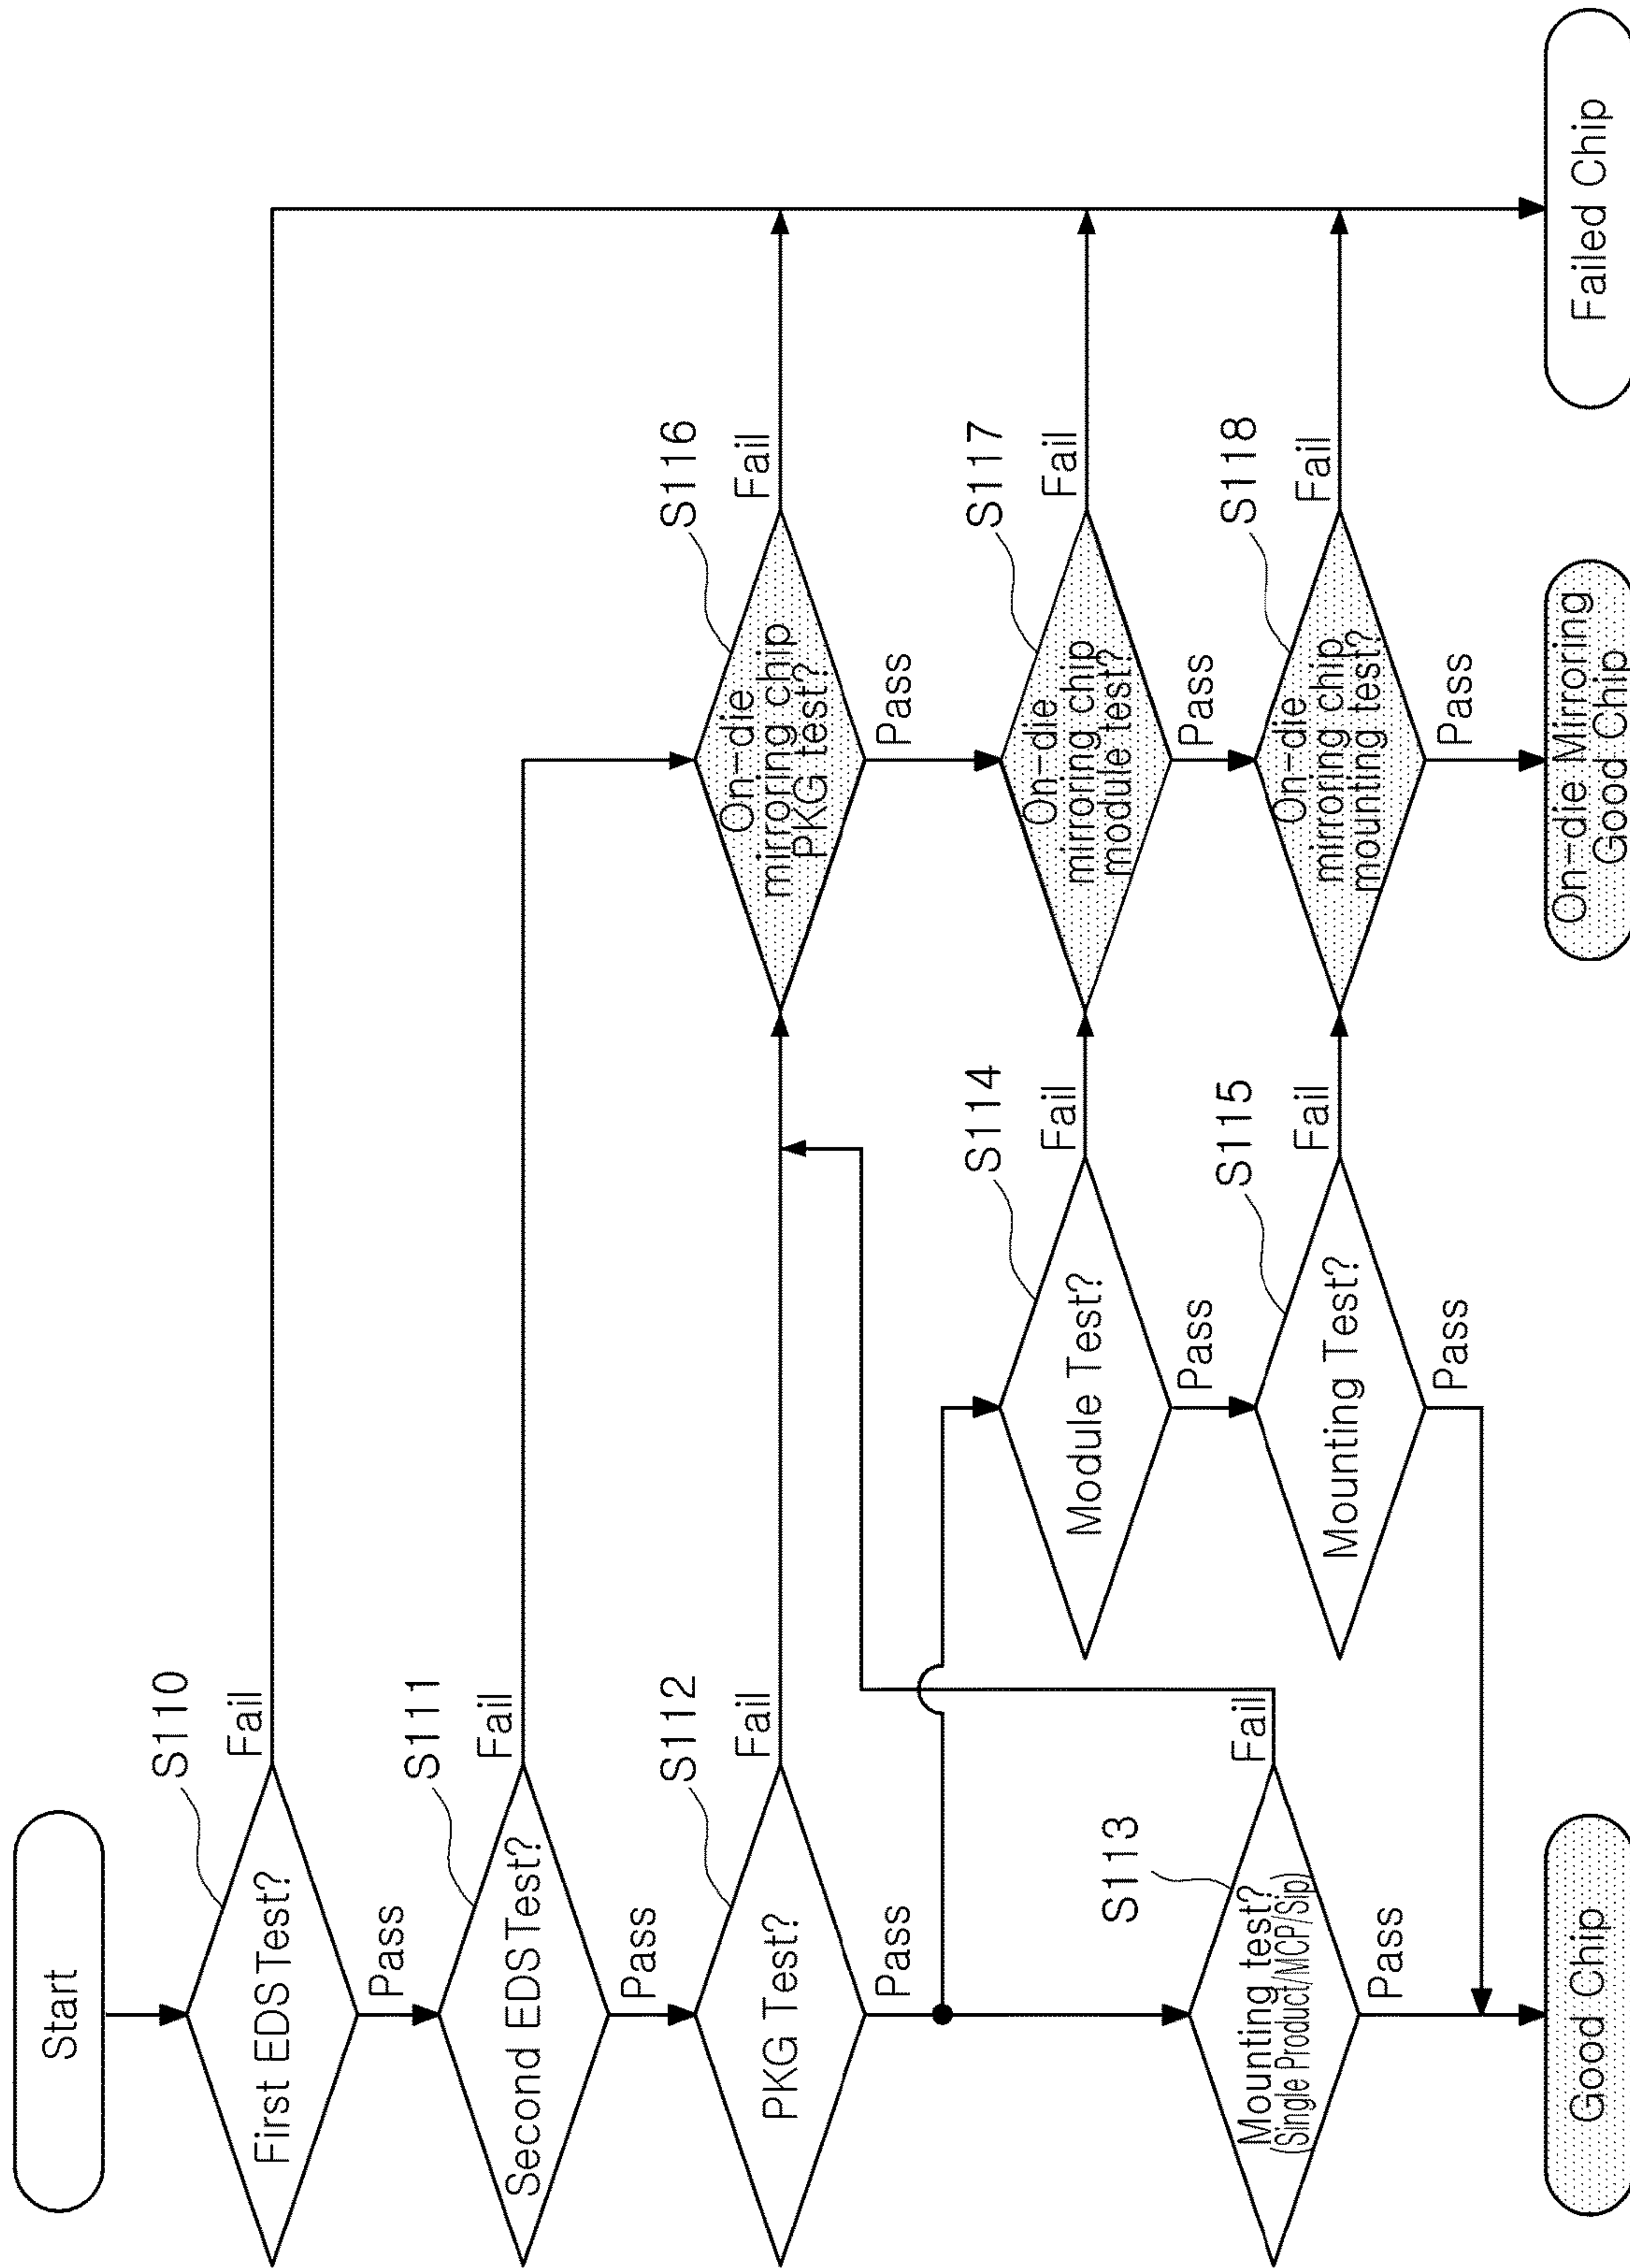 Start
S110
First EDS Test?
Fail
Pass
S111
Second EDS Test?
Fail
Pass
S112
PKG Test?
Fail
Pass
S116
On-die
mirroring chip
PKG test?
Fail
Pass
S114
Module Test?
Fail
Pass
S117
On-die
mirroring chip
module test?
Fail
Pass
S113
Mounting test?
(Single Product/MCP/Sip)
Fail
Pass
S115
Mounting Test?
Fail
Pass
S118
On-die
mirroring chip
mounting test?
Fail
Pass
Good Chip
On-die Mirroring
Good Chip
Failed Chip